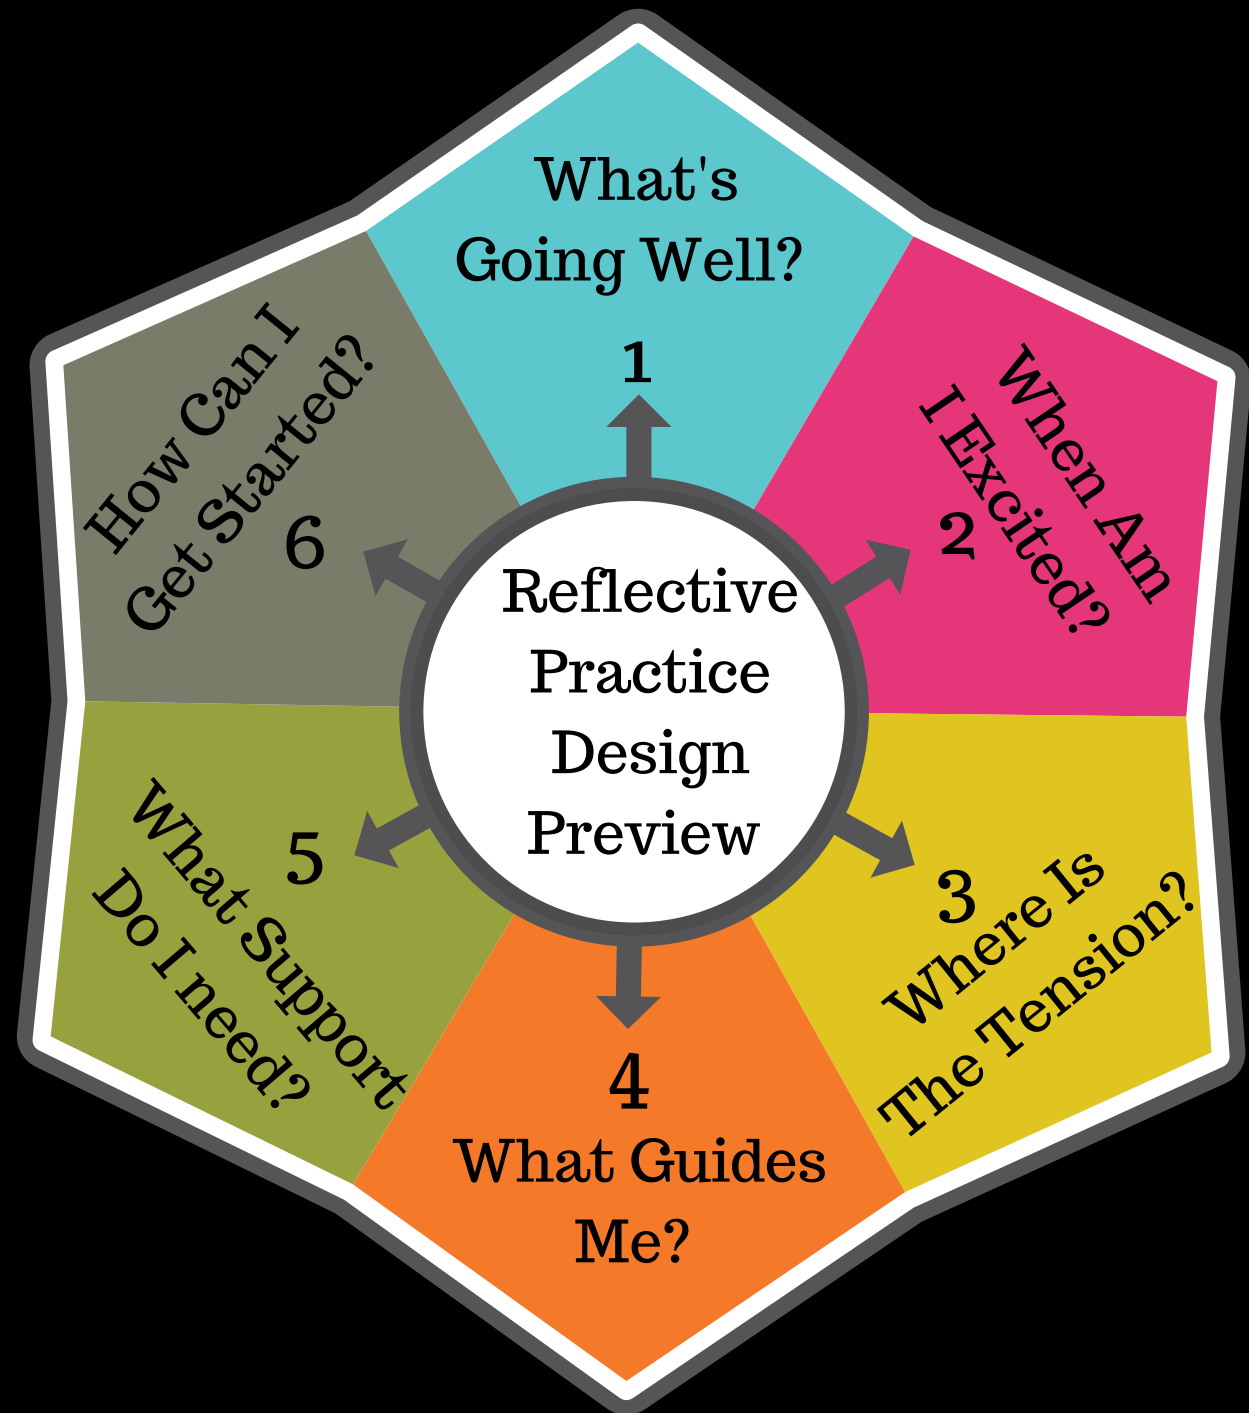 Reflective
Practice
Design
Preview
What's
Going Well?
1
When Am
I Excited?
2
3
Where Is
The Tension?
4
What Guides
Me?
5
What Support
Do I need?
How Can I
Get Started?
6